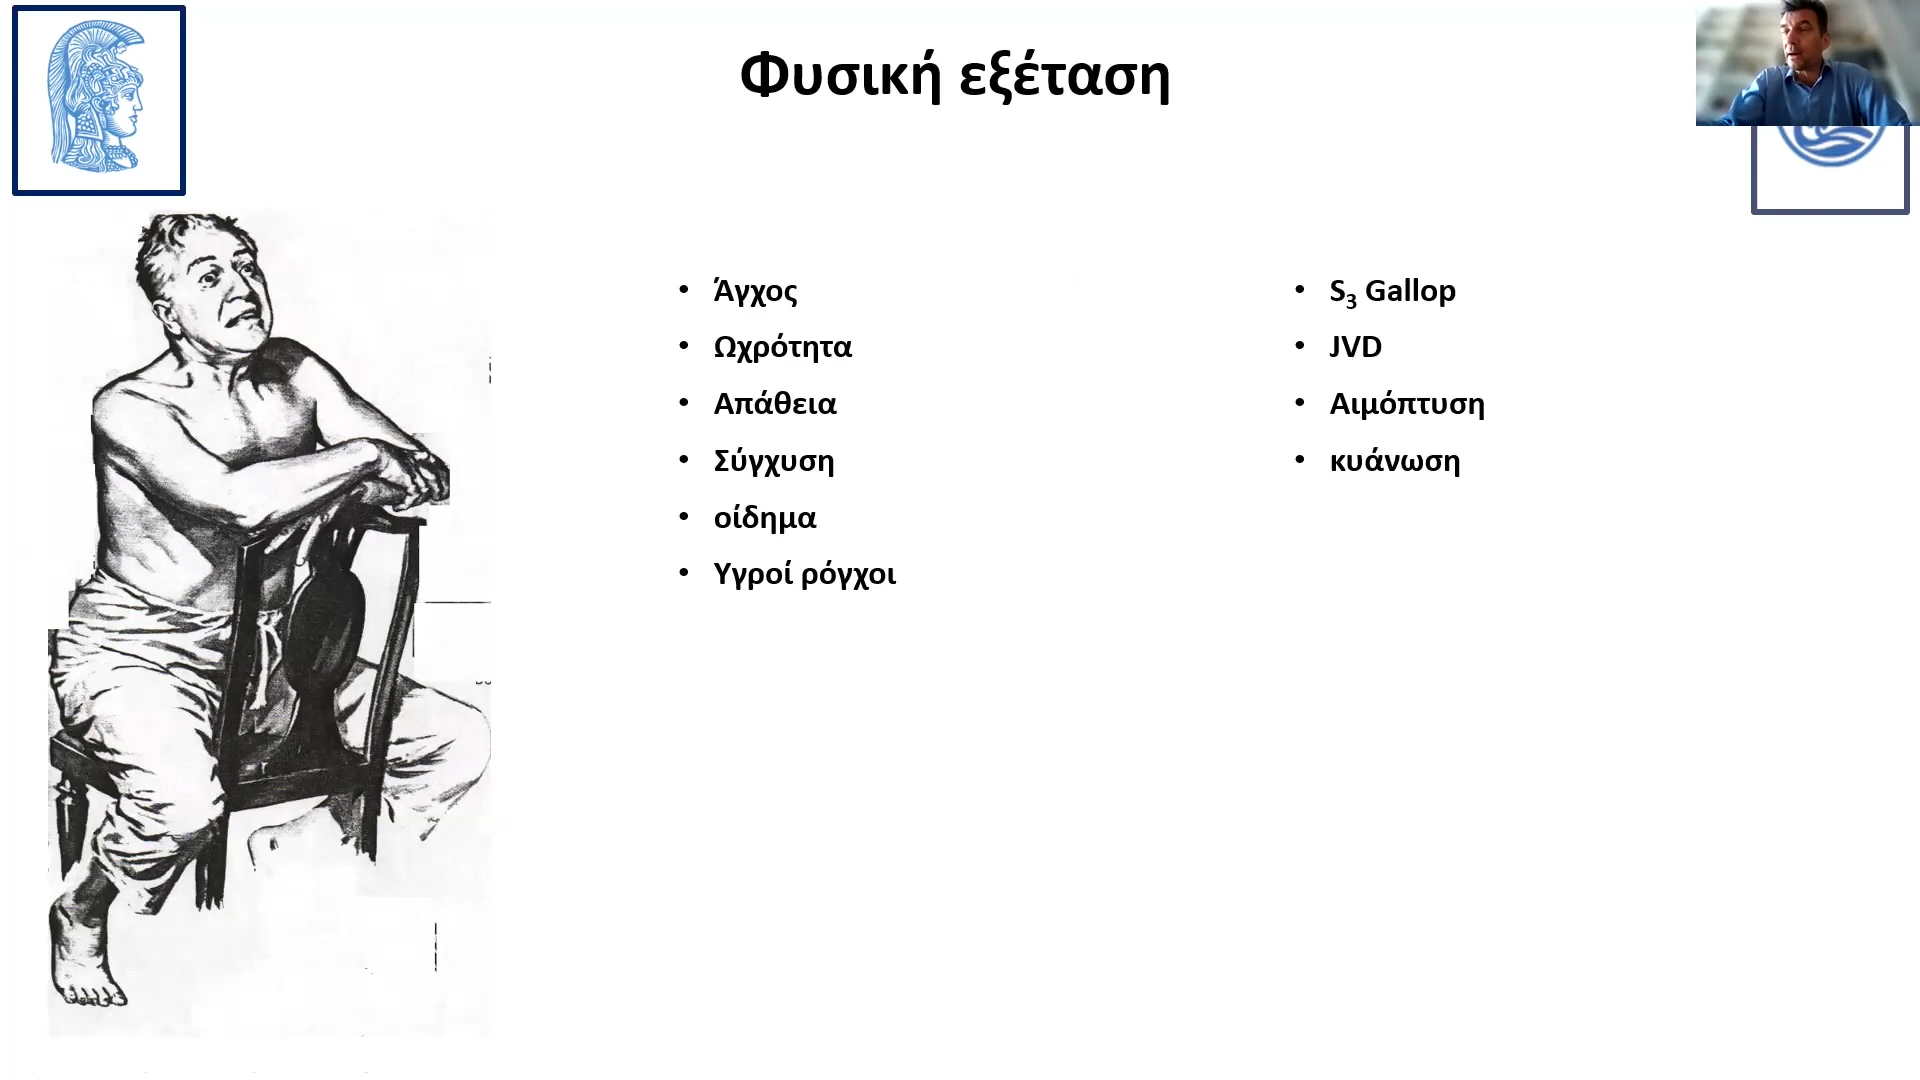 Φυσική εξέταση
• Άγχος
• Ωχρότητα
• Απάθεια
• Σύγχυση
• οίδημα
• Υγροί ρόγχοι
• S₃ Gallop
• JVD
• Αιμόπτυση
• κυάνωση